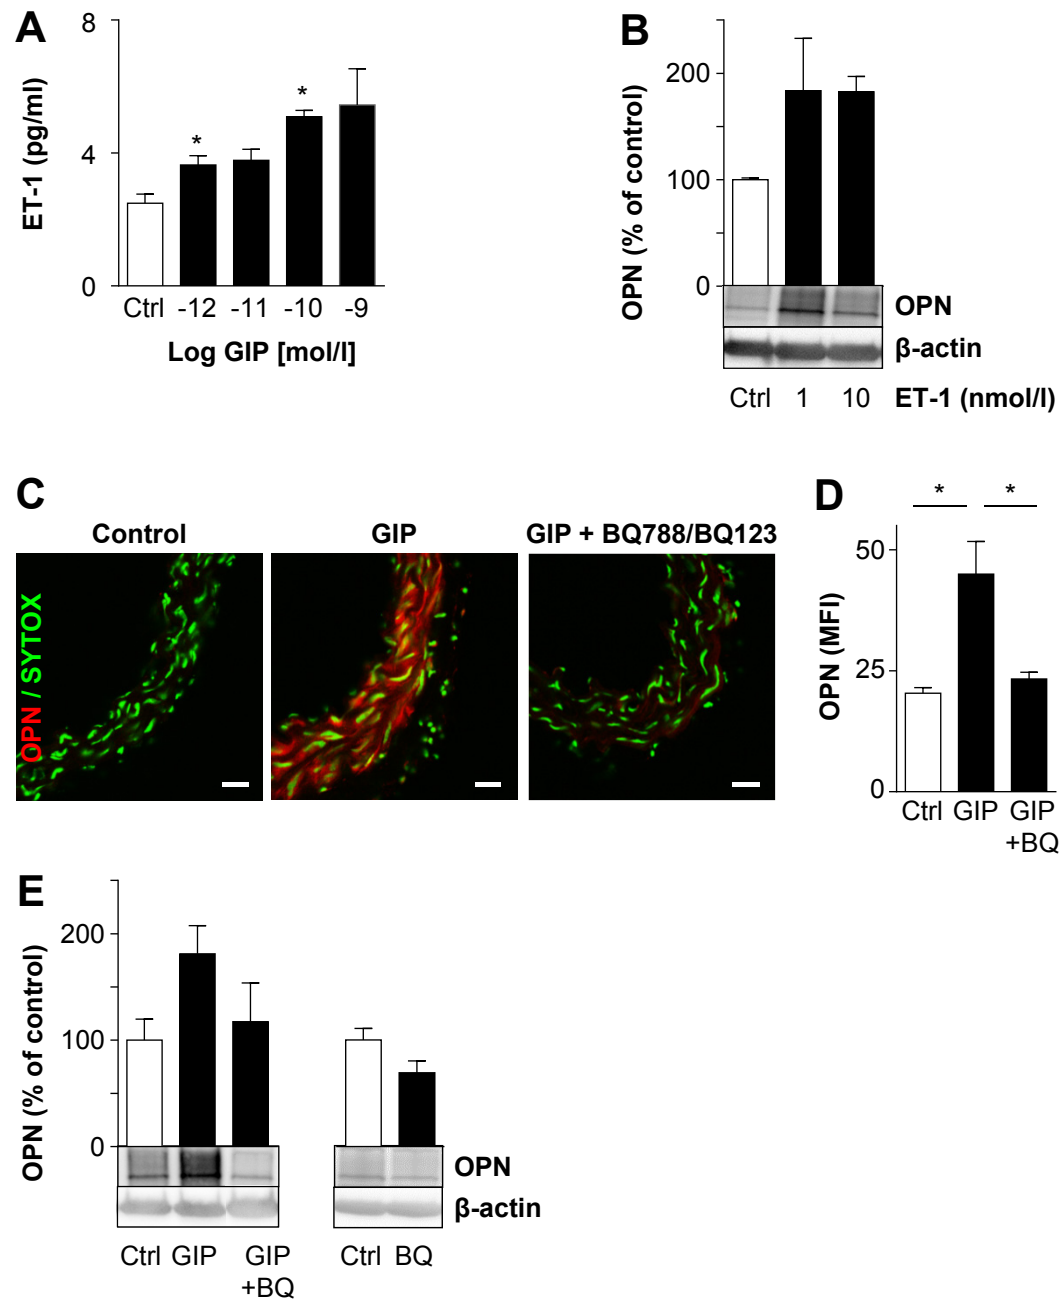 A
8
4
0
ET-1 (pg/ml)
*
*
Ctrl -12 -11 -10 -9
Log GIP [mol/l]
B
200
100
0
OPN (% of control)
OPN
β-actin
Ctrl 1 10 ET-1 (nmol/l)
C
Control
GIP
GIP + BQ788/BQ123
OPN / SYTOX
D
* *
50
25
0
OPN (MFI)
Ctrl GIP GIP
+BQ
E
200
100
0
OPN (% of control)
OPN
β-actin
Ctrl GIP GIP
+BQ
Ctrl BQ